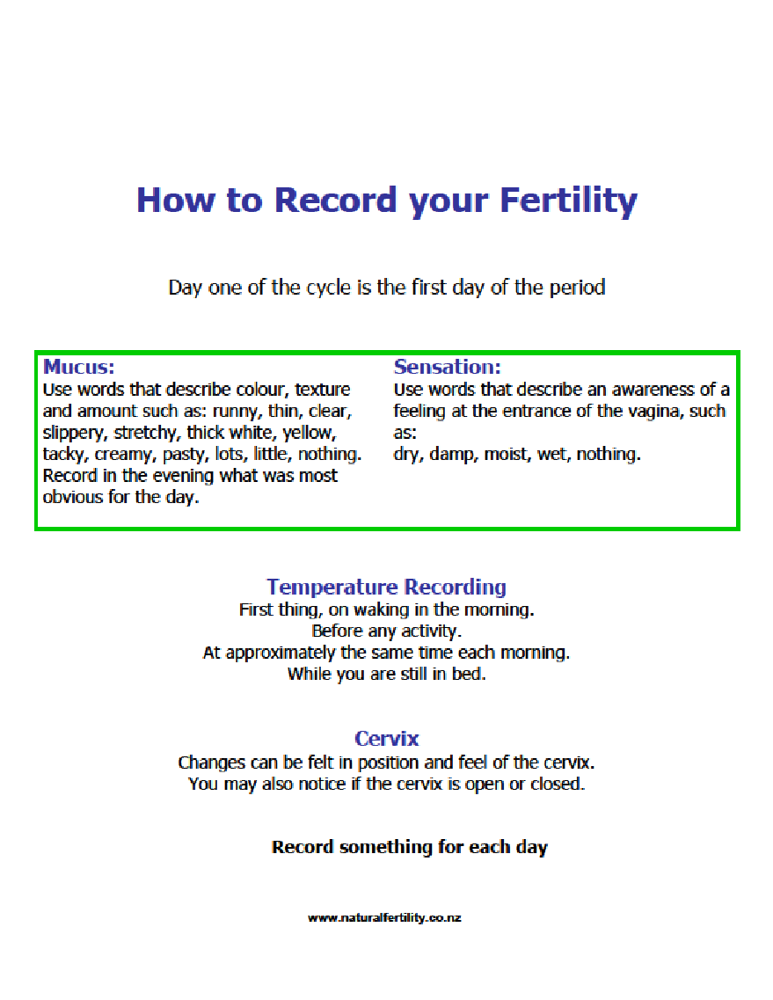 How to Record your Fertility
Day one of the cycle is the first day of the period
Mucus:
Use words that describe colour, texture
and amount such as: runny, thin, clear,
slippery, stretchy, thick white, yellow,
tacky, creamy, pasty, lots, little, nothing.
Record in the evening what was most
obvious for the day.
Sensation:
Use words that describe an awareness of a
feeling at the entrance of the vagina, such
as:
dry, damp, moist, wet, nothing.
Temperature Recording
First thing, on waking in the morning.
Before any activity.
At approximately the same time each morning.
While you are still in bed.
Cervix
Changes can be felt in position and feel of the cervix.
You may also notice if the cervix is open or closed.
Record something for each day
www.naturalfertility.co.nz